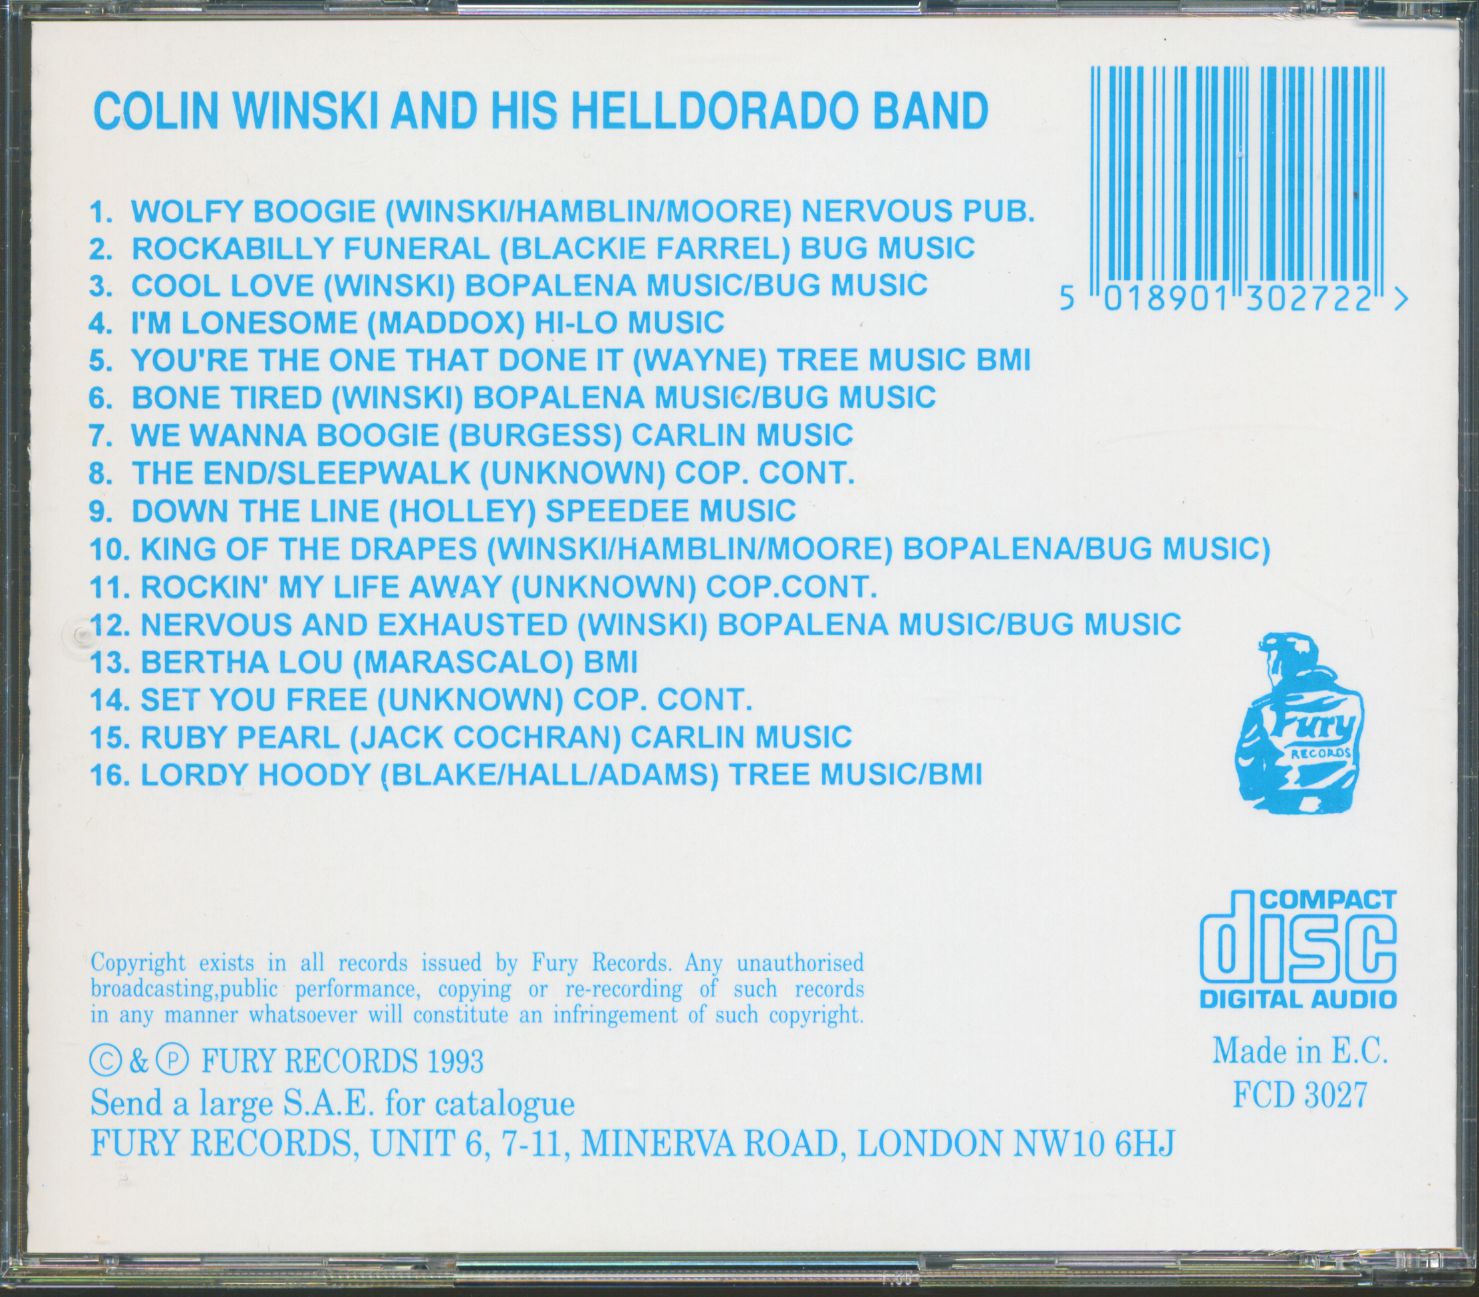 COLIN WINSKI AND HIS HELLDORADO BAND
5 018901 302722 >
1. WOLFY BOOGIE (WINSKI/HAMBLIN/MOORE) NERVOUS PUB.
2. ROCKABILLY FUNERAL (BLACKIE FARREL) BUG MUSIC
3. COOL LOVE (WINSKI) BOPALENA MUSIC/BUG MUSIC
4. I'M LONESOME (MADDOX) HI-LO MUSIC
5. YOU'RE THE ONE THAT DONE IT (WAYNE) TREE MUSIC BMI
6. BONE TIRED (WINSKI) BOPALENA MUSIC/BUG MUSIC
7. WE WANNA BOOGIE (BURGESS) CARLIN MUSIC
8. THE END/SLEEPWALK (UNKNOWN) COP. CONT.
9. DOWN THE LINE (HOLLEY) SPEEDEE MUSIC
10. KING OF THE DRAPES (WINSKI/HAMBLIN/MOORE) BOPALENA/BUG MUSIC)
11. ROCKIN' MY LIFE AWAY (UNKNOWN) COP.CONT.
12. NERVOUS AND EXHAUSTED (WINSKI) BOPALENA MUSIC/BUG MUSIC
13. BERTHA LOU (MARASCALO) BMI
14. SET YOU FREE (UNKNOWN) COP. CONT.
15. RUBY PEARL (JACK COCHRAN) CARLIN MUSIC
16. LORDY HOODY (BLAKE/HALL/ADAMS) TREE MUSIC/BMI
Fury
RECORDS
COMPACT
disc
DIGITAL AUDIO
Made in E.C.
FCD 3027
Copyright exists in all records issued by Fury Records. Any unauthorised
broadcasting,public performance, copying or re-recording of such records
in any manner whatsoever will constitute an infringement of such copyright.
© & ℗ FURY RECORDS 1993
Send a large S.A.E. for catalogue
FURY RECORDS, UNIT 6, 7-11, MINERVA ROAD, LONDON NW10 6HJ